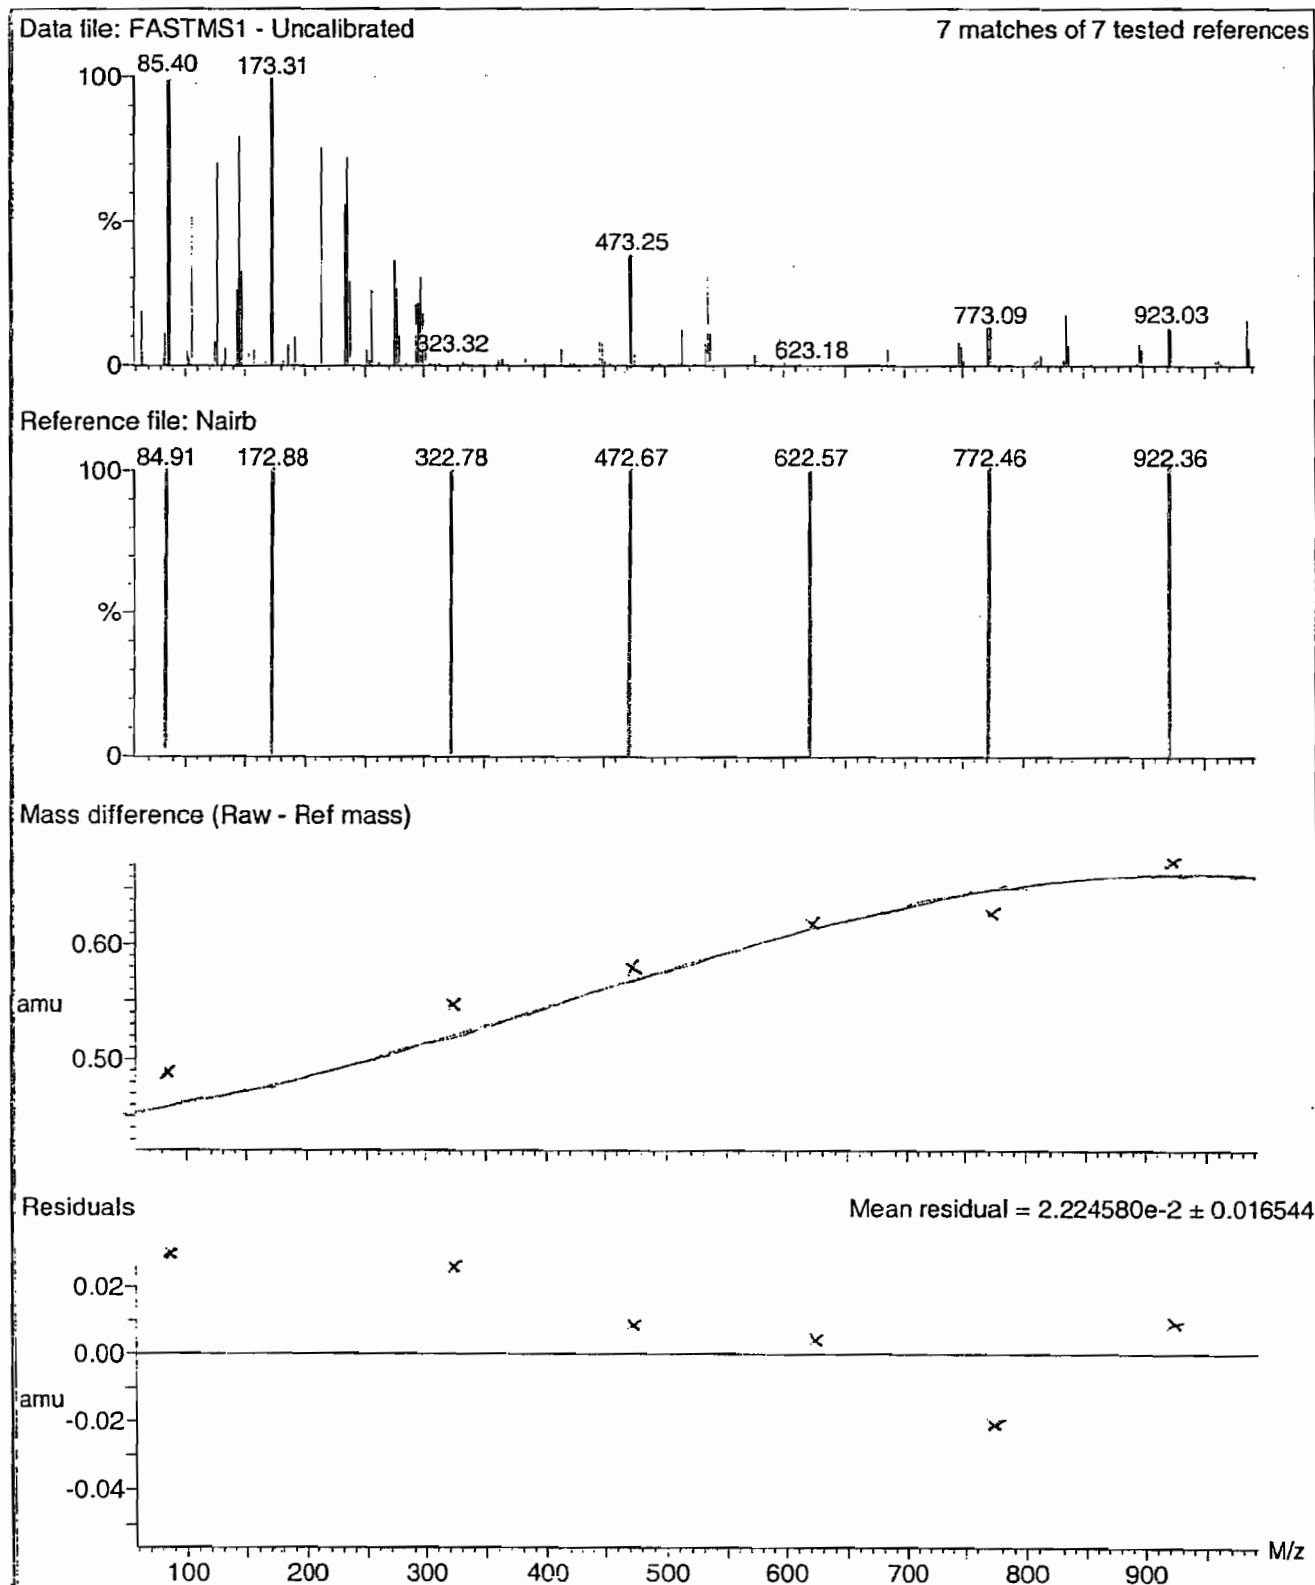 Data file: FASTMS1 - Uncalibrated 7 matches of 7 tested references
85.40 173.31
100
%
473.25
773.09 923.03
323.32 623.18
0
Reference file: Nairb
84.91 172.88 322.78 472.67 622.57 772.46 922.36
100
%
0
Mass difference (Raw - Ref mass)
0.60
amu
0.50
Residuals Mean residual = 2.224580e-2 ± 0.016544
0.02
0.00
amu
-0.02
-0.04
M/z
100 200 300 400 500 600 700 800 900